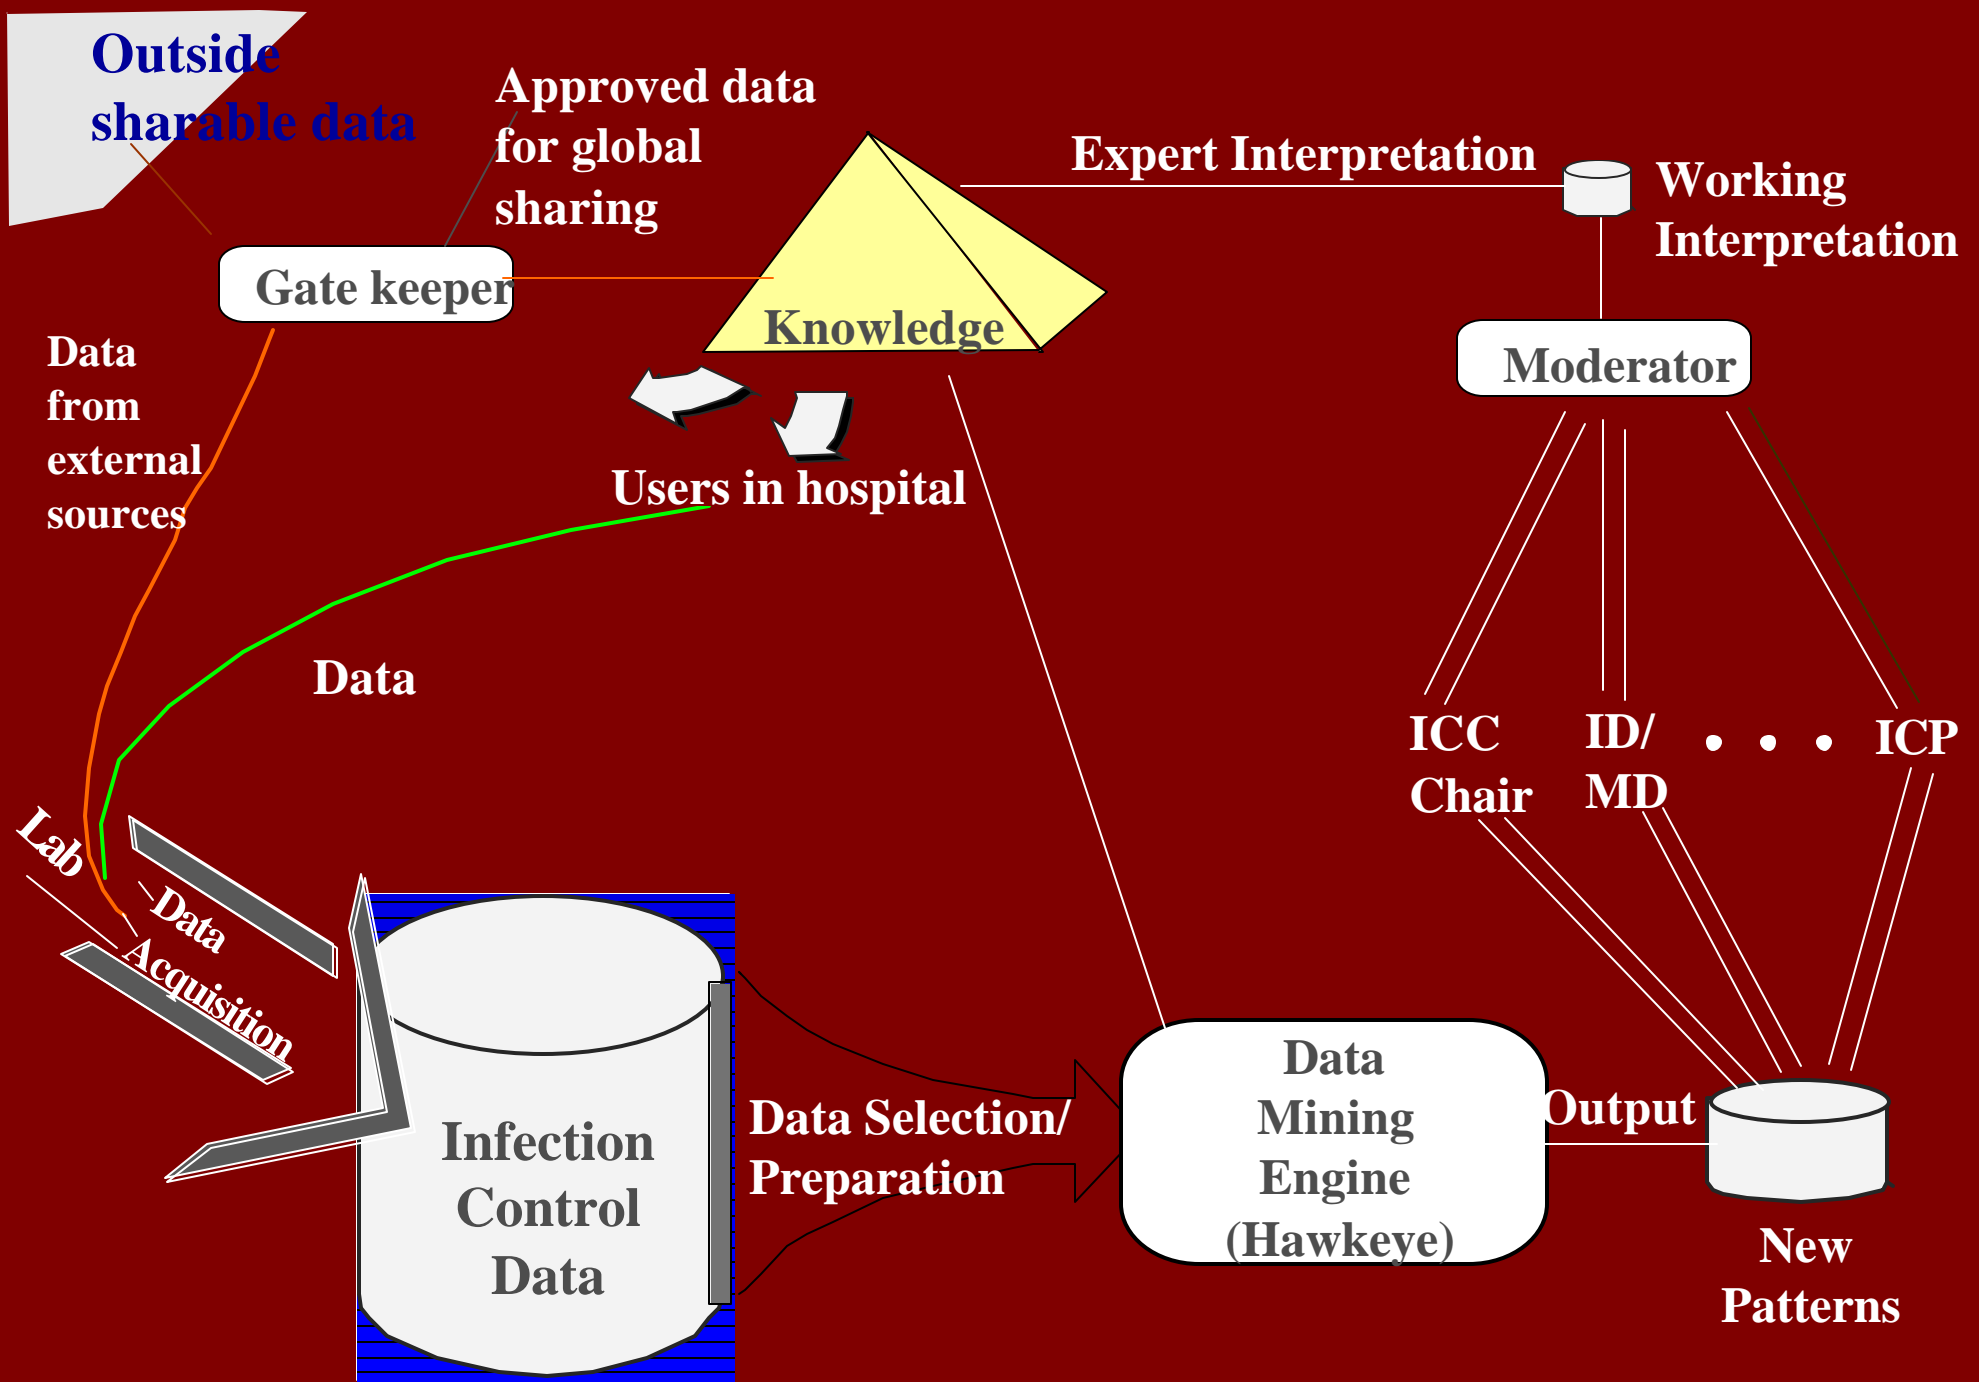 Outside
sharable data
Approved data
for global
sharing
Expert Interpretation
Working
Interpretation
Gate keeper
Knowledge
Moderator
Data
from
external
sources
Users in hospital
Data
ICC
Chair
ID/
MD
• • •
ICP
Lab
Data
Acquisition
Infection
Control
Data
Data Selection/
Preparation
Data
Mining
Engine
(Hawkeye)
Output
New
Patterns